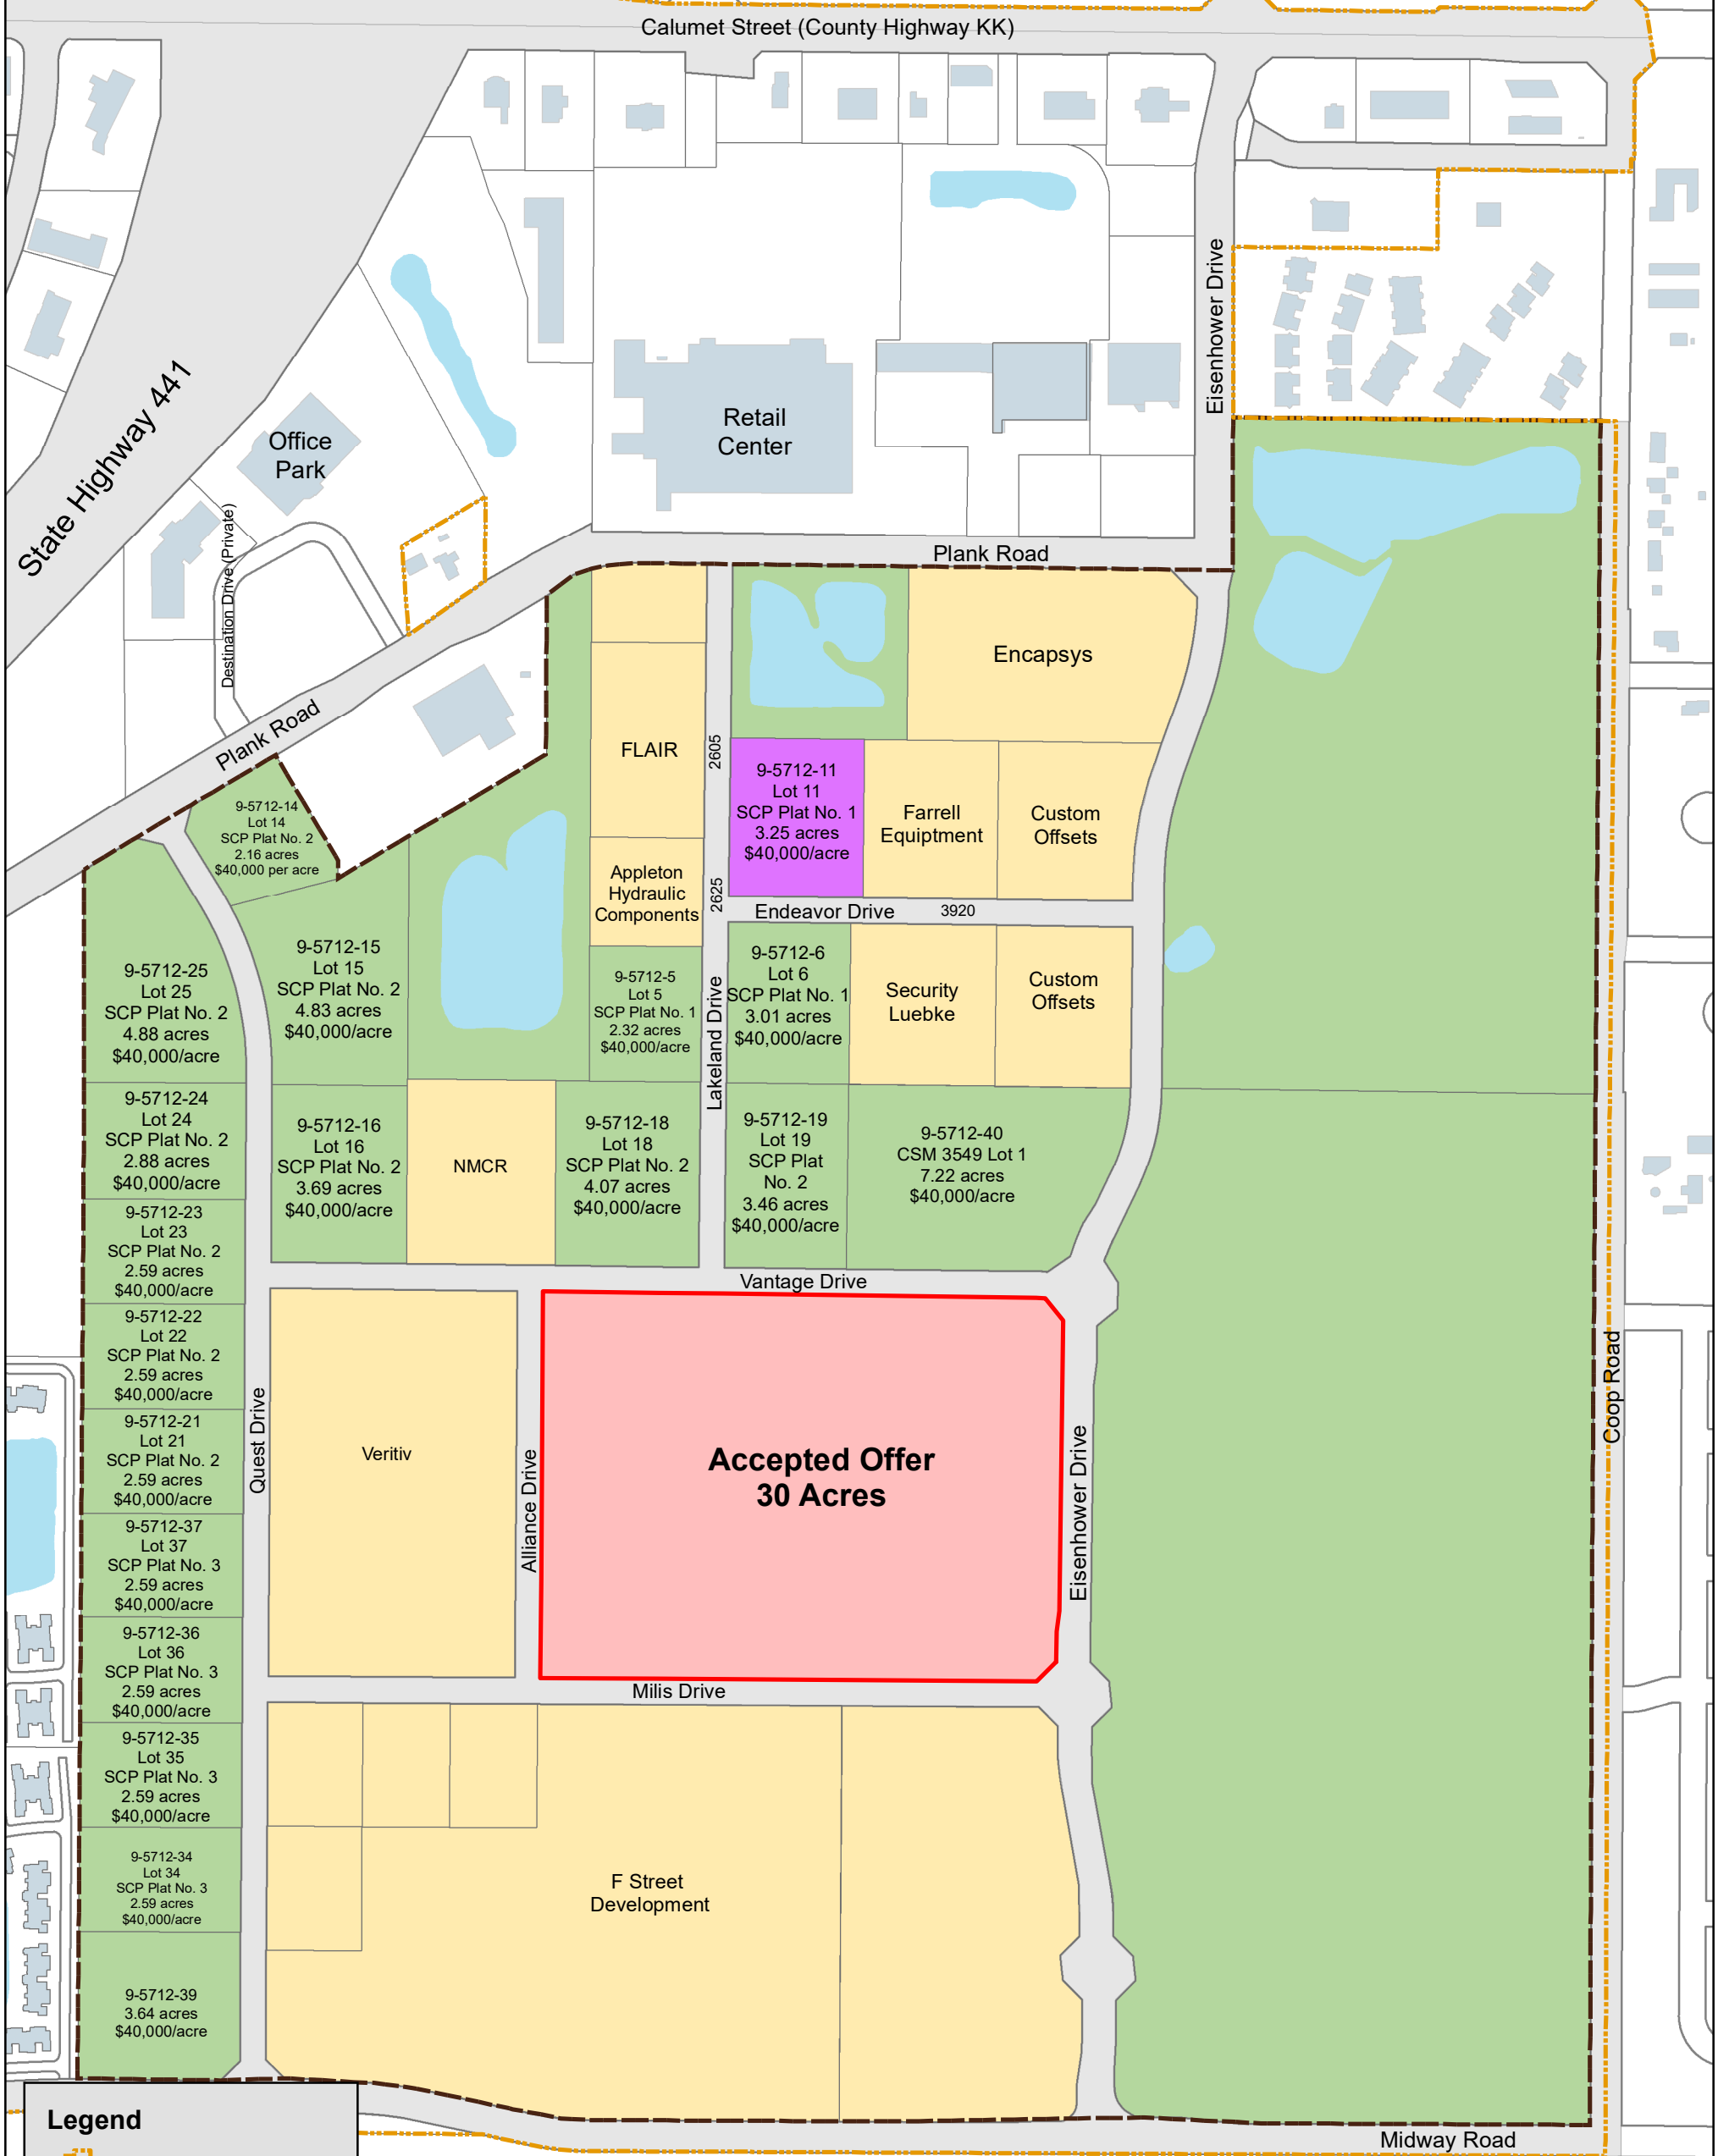 Calumet Street (County Highway KK)
Eisenhower Drive
State Highway 441
Office
Park
Retail
Center
Destination Drive (Private)
Plank Road
Plank Road
Encapsys
FLAIR
2605
9-5712-11
Lot 11
SCP Plat No. 1
3.25 acres
$40,000/acre
Farrell
Equiptment
Custom
Offsets
9-5712-14
Lot 14
SCP Plat No. 2
2.16 acres
$40,000 per acre
Appleton
Hydraulic
Components
2625
Endeavor Drive
3920
9-5712-25
Lot 25
SCP Plat No. 2
4.88 acres
$40,000/acre
9-5712-15
Lot 15
SCP Plat No. 2
4.83 acres
$40,000/acre
9-5712-5
Lot 5
SCP Plat No. 1
2.32 acres
$40,000/acre
Lakeland Drive
9-5712-6
Lot 6
SCP Plat No. 1
3.01 acres
$40,000/acre
Security
Luebke
Custom
Offsets
9-5712-24
Lot 24
SCP Plat No. 2
2.88 acres
$40,000/acre
9-5712-16
Lot 16
SCP Plat No. 2
3.69 acres
$40,000/acre
NMCR
9-5712-18
Lot 18
SCP Plat No. 2
4.07 acres
$40,000/acre
9-5712-19
Lot 19
SCP Plat
No. 2
3.46 acres
$40,000/acre
9-5712-40
CSM 3549 Lot 1
7.22 acres
$40,000/acre
9-5712-23
Lot 23
SCP Plat No. 2
2.59 acres
$40,000/acre
Vantage Drive
9-5712-22
Lot 22
SCP Plat No. 2
2.59 acres
$40,000/acre
Quest Drive
Veritiv
Alliance Drive
Accepted Offer
30 Acres
Eisenhower Drive
Coop Road
9-5712-21
Lot 21
SCP Plat No. 2
2.59 acres
$40,000/acre
9-5712-37
Lot 37
SCP Plat No. 3
2.59 acres
$40,000/acre
9-5712-36
Lot 36
SCP Plat No. 3
2.59 acres
$40,000/acre
Milis Drive
9-5712-35
Lot 35
SCP Plat No. 3
2.59 acres
$40,000/acre
9-5712-34
Lot 34
SCP Plat No. 3
2.59 acres
$40,000/acre
F Street
Development
9-5712-39
3.64 acres
$40,000/acre
Legend
Midway Road